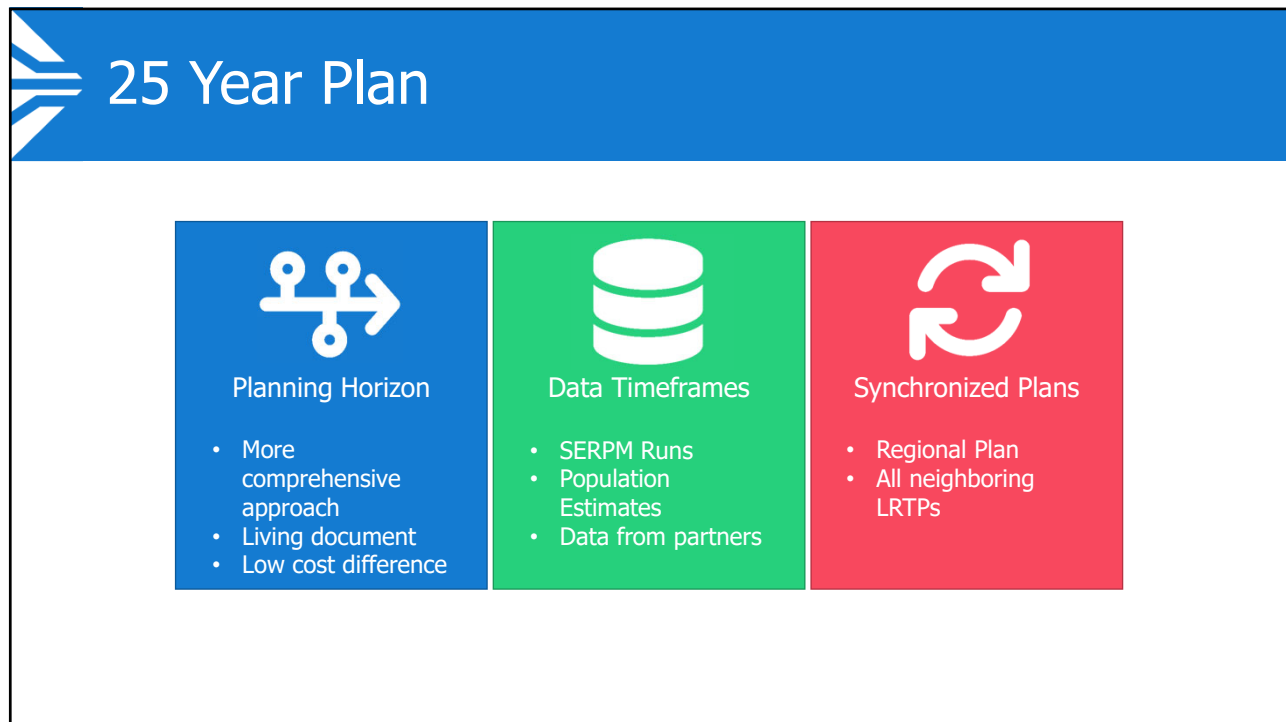 25 Year Plan
Planning Horizon
• More
comprehensive
approach
• Living document
• Low cost difference
Data Timeframes
• SERPM Runs
• Population
Estimates
• Data from partners
Synchronized Plans
• Regional Plan
• All neighboring
LRTPs